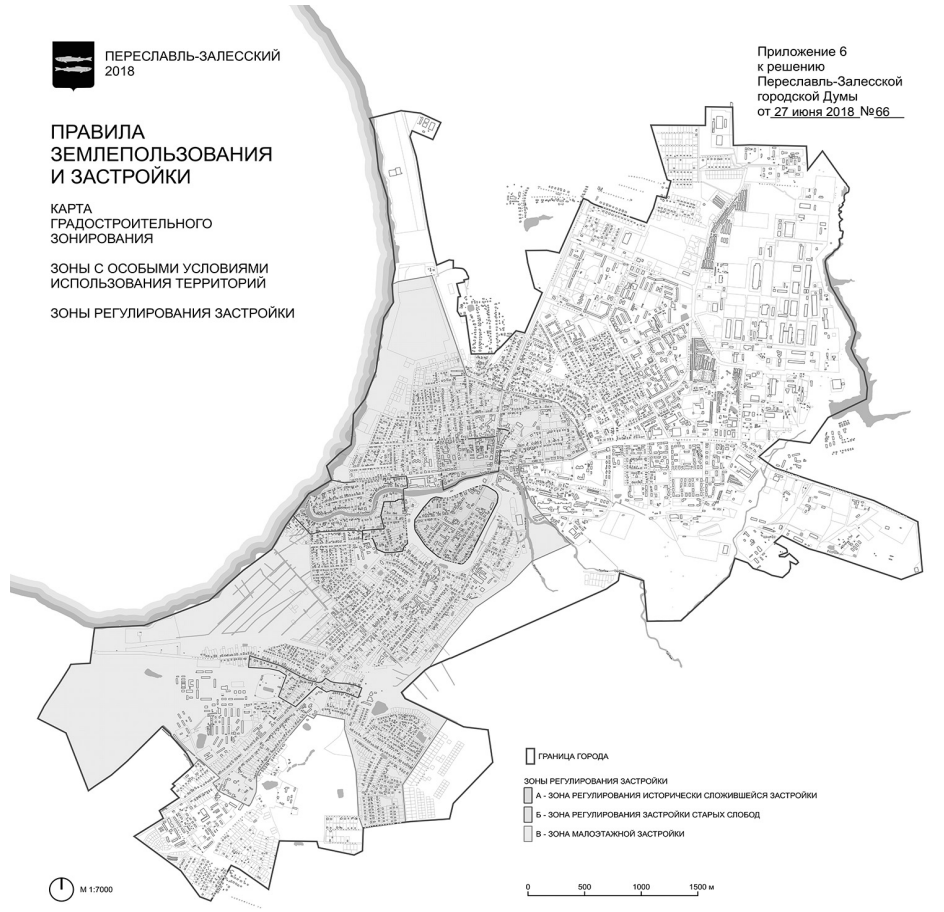 ПЕРЕСЛАВЛЬ-ЗАЛЕССКИЙ
2018
ПРАВИЛА
ЗЕМЛЕПОЛЬЗОВАНИЯ
И ЗАСТРОЙКИ
КАРТА
ГРАДОСТРОИТЕЛЬНОГО
ЗОНИРОВАНИЯ
ЗОНЫ С ОСОБЫМИ УСЛОВИЯМИ
ИСПОЛЬЗОВАНИЯ ТЕРРИТОРИЙ
ЗОНЫ РЕГУЛИРОВАНИЯ ЗАСТРОЙКИ
Приложение 6
к решению
Переславль-Залесской
городской Думы
от 27 июня 2018 №66
ГРАНИЦА ГОРОДА
ЗОНЫ РЕГУЛИРОВАНИЯ ЗАСТРОЙКИ
А - ЗОНА РЕГУЛИРОВАНИЯ ИСТОРИЧЕСКИ СЛОЖИВШЕЙСЯ ЗАСТРОЙКИ
Б - ЗОНА РЕГУЛИРОВАНИЯ ЗАСТРОЙКИ СТАРЫХ СЛОБОД
В - ЗОНА МАЛОЭТАЖНОЙ ЗАСТРОЙКИ
М 1:7000
0 500 1000 1500 м